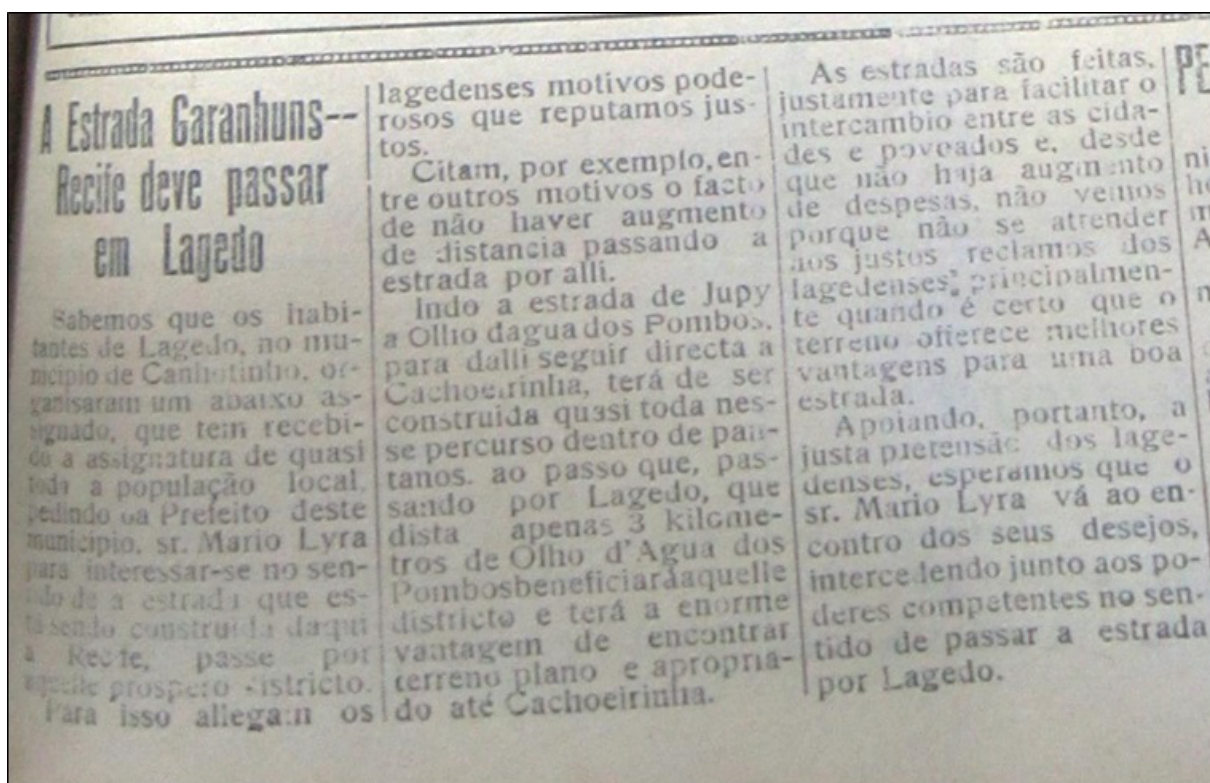 A Estrada Garanhuns--
Recife deve passar
em Lagedo
Sabemos que os habi-
tantes de Lagedo, no mu-
nicipio de Canhotinho, or-
ganisaram um abaixo as-
signado, que tem recebi-
do a assignatura de quasi
toda a população local,
pedindo oa Prefeito deste
municipio, sr. Mario Lyra
para interessar-se no sen-
tido de a estrada que es-
tá sendo construida daqui
a Recife, passe por
aquelle prospero districto.
Para isso allegam os
lagedenses motivos pode-
rosos que reputamos jus-
tos.
Citam, por exemplo, en-
tre outros motivos o facto
de não haver augmento
de distancia passando a
estrada por alli.
Indo a estrada de Jupy
a Olho dagua dos Pombos,
para dalli seguir directa a
Cachoeirinha, terá de ser
construida quasi toda nes-
se percurso dentro de pan-
tanos. ao passo que, pas-
sando por Lagedo, que
dista apenas 3 kilome-
tros de Olho d'Agua dos
Pombosbeneficiaráaquelle
districto e terá a enorme
vantagem de encontrar
terreno plano e apropria-
do até Cachoeirinha.
As estradas são feitas,
justamente para facilitar o
intercambio entre as cida-
des e povoados e, desde
que não haja augmento
de despesas, não vemos
porque não se atrender
aos justos reclamos dos
lagedenses, principalmen-
te quando é certo que o
terreno offerece melhores
vantagens para uma boa
estrada.
Apoiando, portanto, a
justa pretensão dos lage-
denses, esperamos que o
sr. Mario Lyra vá ao en-
contro dos seus desejos,
intercedendo junto aos po-
deres competentes no sen-
tido de passar a estrada
por Lagedo.
PE
ni